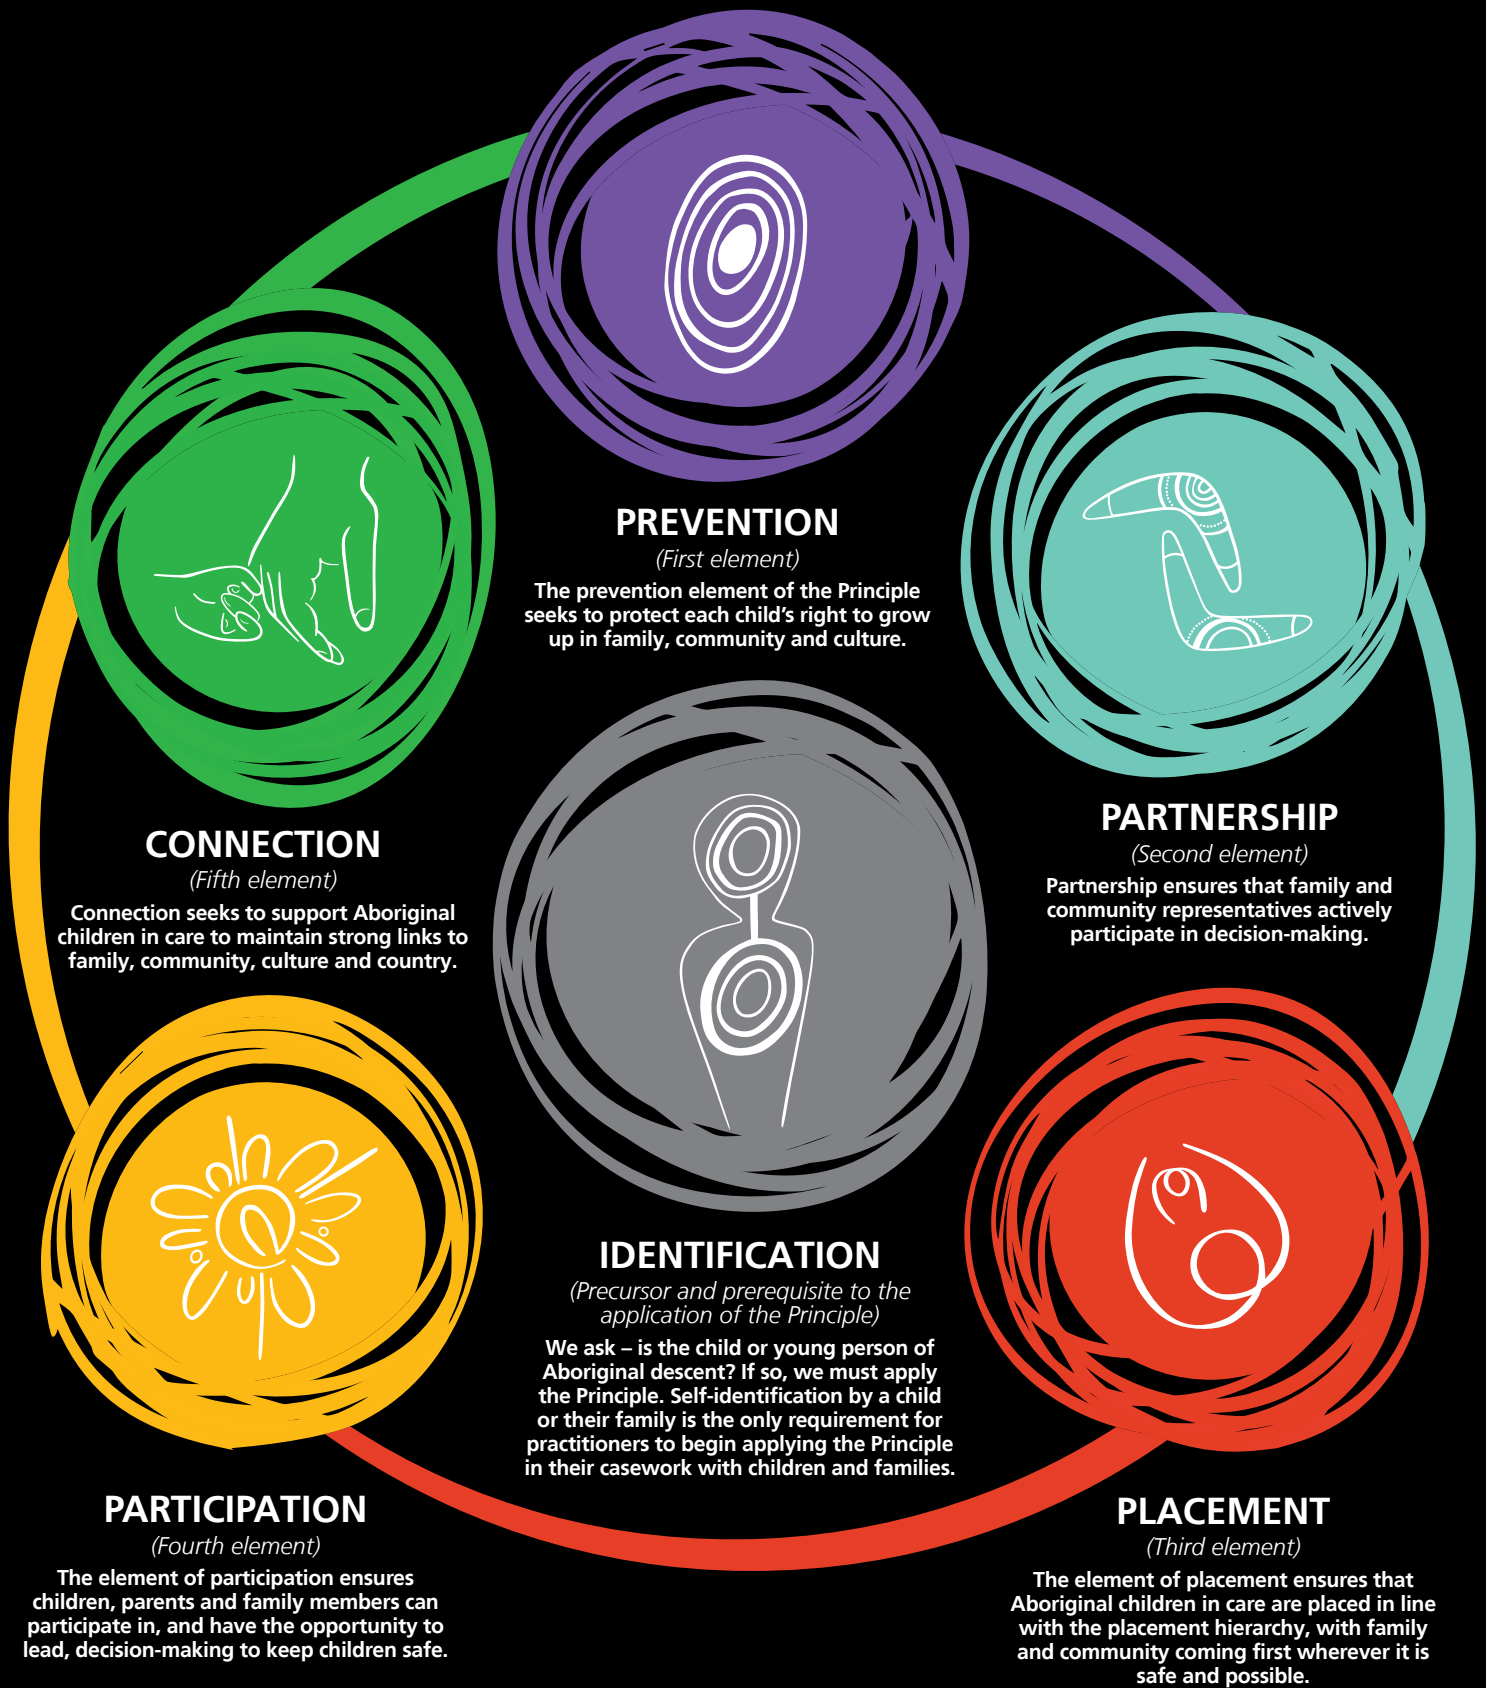 PREVENTION
(First element)
The prevention element of the Principle
seeks to protect each child's right to grow
up in family, community and culture.
PARTNERSHIP
(Second element)
Partnership ensures that family and
community representatives actively
participate in decision-making.
CONNECTION
(Fifth element)
Connection seeks to support Aboriginal
children in care to maintain strong links to
family, community, culture and country.
IDENTIFICATION
(Precursor and prerequisite to the
application of the Principle)
We ask – is the child or young person of
Aboriginal descent? If so, we must apply
the Principle. Self-identification by a child
or their family is the only requirement for
practitioners to begin applying the Principle
in their casework with children and families.
PARTICIPATION
(Fourth element)
The element of participation ensures
children, parents and family members can
participate in, and have the opportunity to
lead, decision-making to keep children safe.
PLACEMENT
(Third element)
The element of placement ensures that
Aboriginal children in care are placed in line
with the placement hierarchy, with family
and community coming first wherever it is
safe and possible.